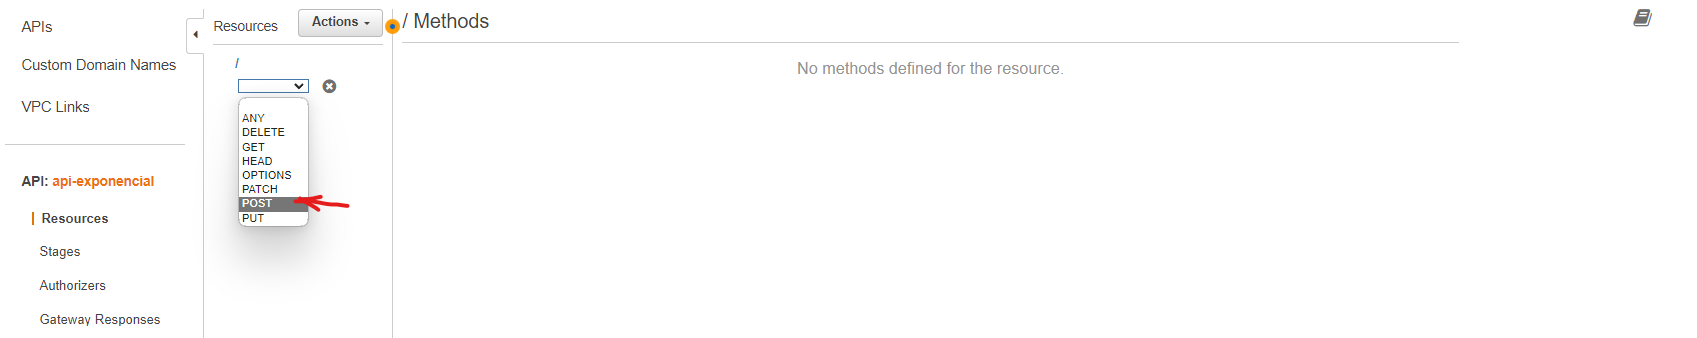 APIs
Custom Domain Names
VPC Links
API: api-exponencial
Resources
Stages
Authorizers
Gateway Responses
Resources
Actions
/
ANY
DELETE
GET
HEAD
OPTIONS
PATCH
POST
PUT
/ Methods
No methods defined for the resource.